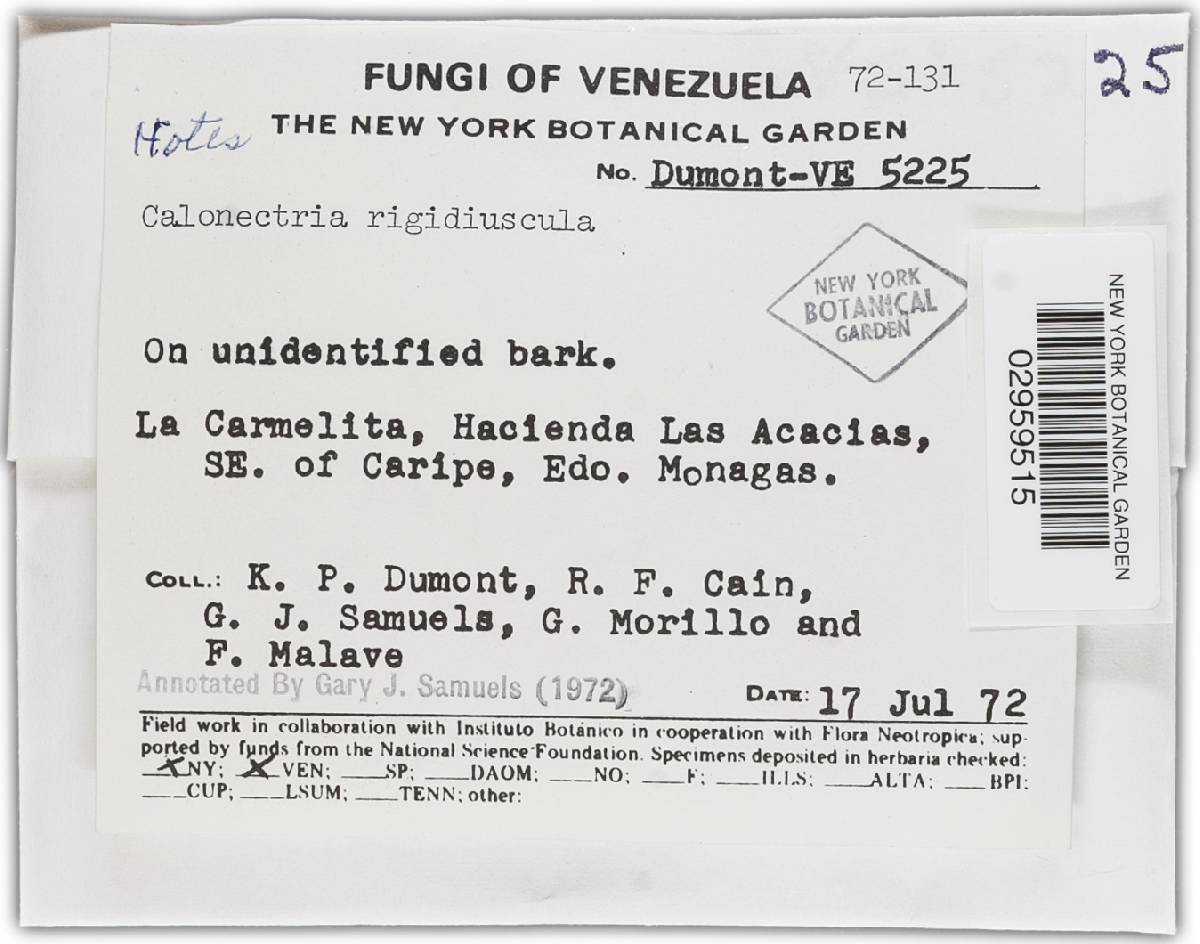 FUNGI OF VENEZUELA 72-131
25
Notes THE NEW YORK BOTANICAL GARDEN
No. Dumont-VE 5225
Calonectria rigidiuscula
NEW YORK
BOTANICAL
GARDEN
NEW YORK BOTANICAL GARDEN
02959515
On unidentified bark.
La Carmelita, Hacienda Las Acacias,
SE. of Caripe, Edo. Monagas.
COLL.: K. P. Dumont, R. F. Cain,
G. J. Samuels, G. Morillo and
F. Malave
Annotated By Gary J. Samuels (1972)
DATE: 17 Jul 72
Field work in collaboration with Instituto Botánico in cooperation with Flora Neotropica; sup-
ported by funds from the National Science Foundation. Specimens deposited in herbaria checked:
X NY; X VEN; ___SP; ___DAOM; ___NO; ___F; ___ILLS; ___ALTA; ___BPI:
___CUP; ___LSUM; ___TENN; other: